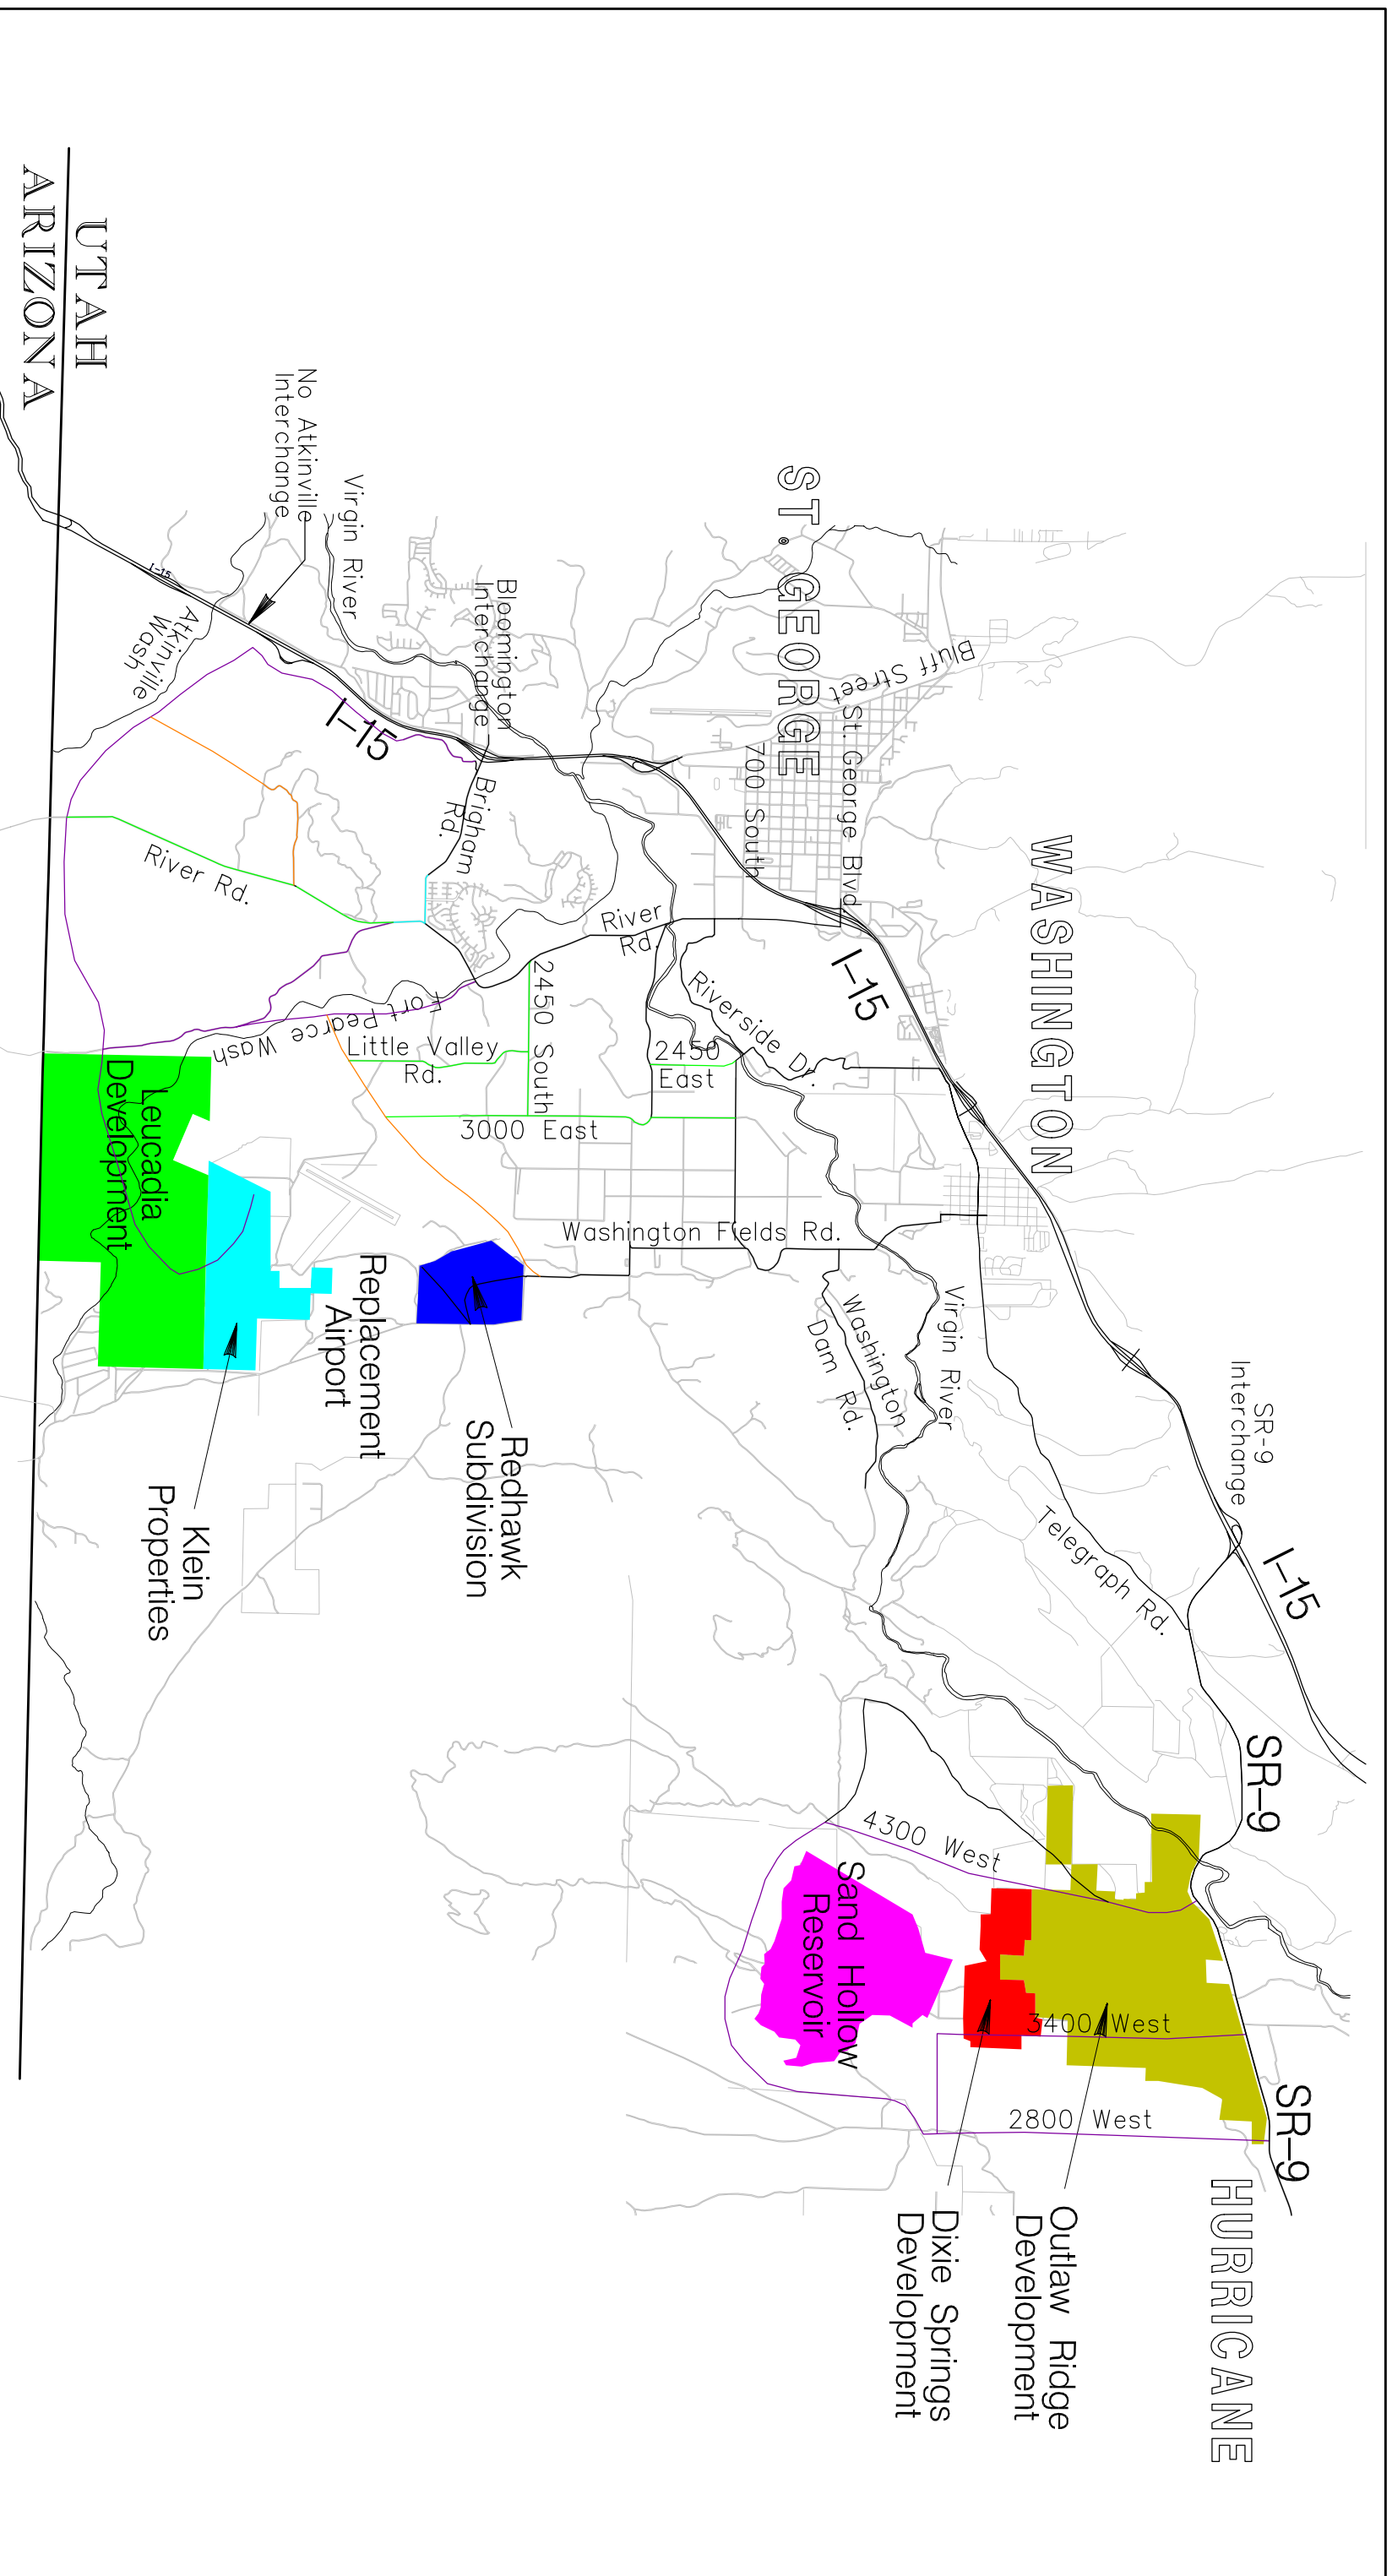 UTAH
ARIZONA
No Atkinville
Interchange
Virgin River
I-15
Atkinville
Wash
Bloomington
Interchange
I-15
Brigham
Rd.
River Rd.
ST. GEORGE
Bluff Street
St. George Blvd.
700 South
WASHINGTON
River
Rd.
I-15
Riverside Dr.
2450 South
Fort Pearce Wash
Little Valley
Rd.
2450
East
3000 East
Leucadia
Development
Washington Fields Rd.
Replacement
Airport
Redhawk
Subdivision
Klein
Properties
Washington
Dam Rd.
Virgin River
SR-9
Interchange
Telegraph Rd.
I-15
SR-9
4300 West
Sand Hollow
Reservoir
3400 West
2800 West
SR-9
HURRICANE
Outlaw Ridge
Development
Dixie Springs
Development